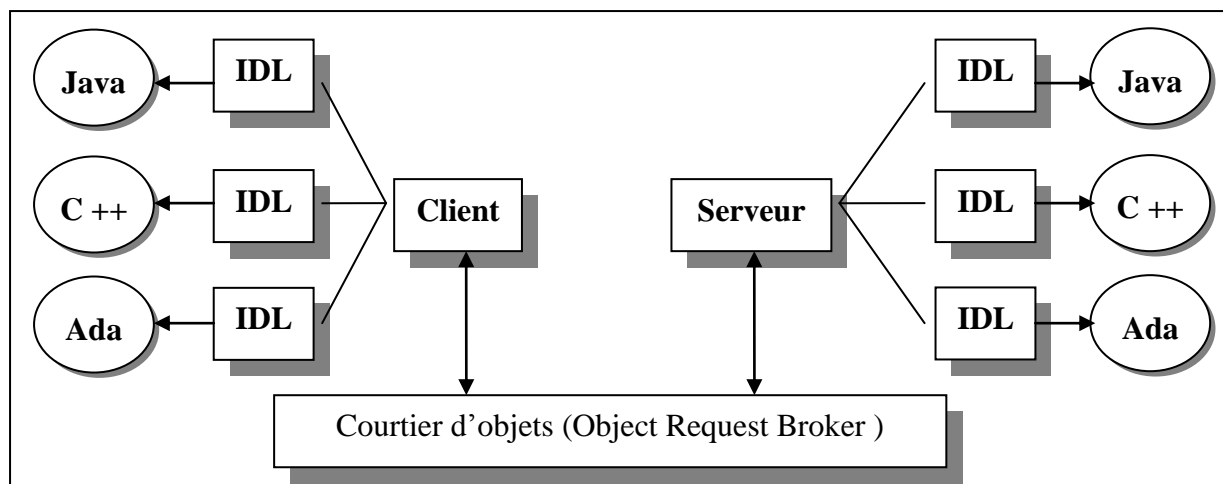 Java
IDL
IDL
Java
C ++
IDL
Client
Serveur
IDL
C ++
Ada
IDL
IDL
Ada
Courtier d’objets (Object Request Broker )